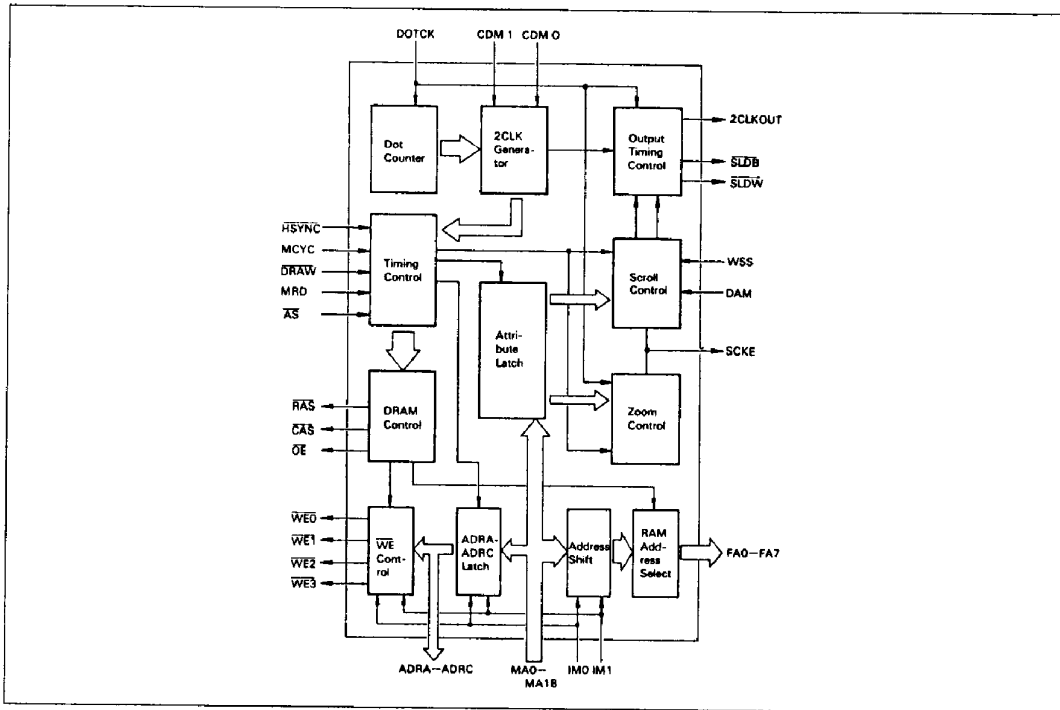 DOTCK
CDM 1 CDM 0
Dot
Counter
2CLK
Genera-
tor
Output
Timing
Control
2CLKOUT
SLDB
SLDW
HSYNC
MCYC
DRAW
MRD
AS
Timing
Control
Attri-
bute
Latch
Scroll
Control
WSS
DAM
SCKE
RAS
CAS
OE
DRAM
Control
Zoom
Control
WE0
WE1
WE2
WE3
WE
Cont-
rol
ADRA-
ADRC
Latch
Address
Shift
RAM
Add-
ress
Select
FA0—FA7
ADRA—ADRC
MA0—
MA18
IM0 IM1